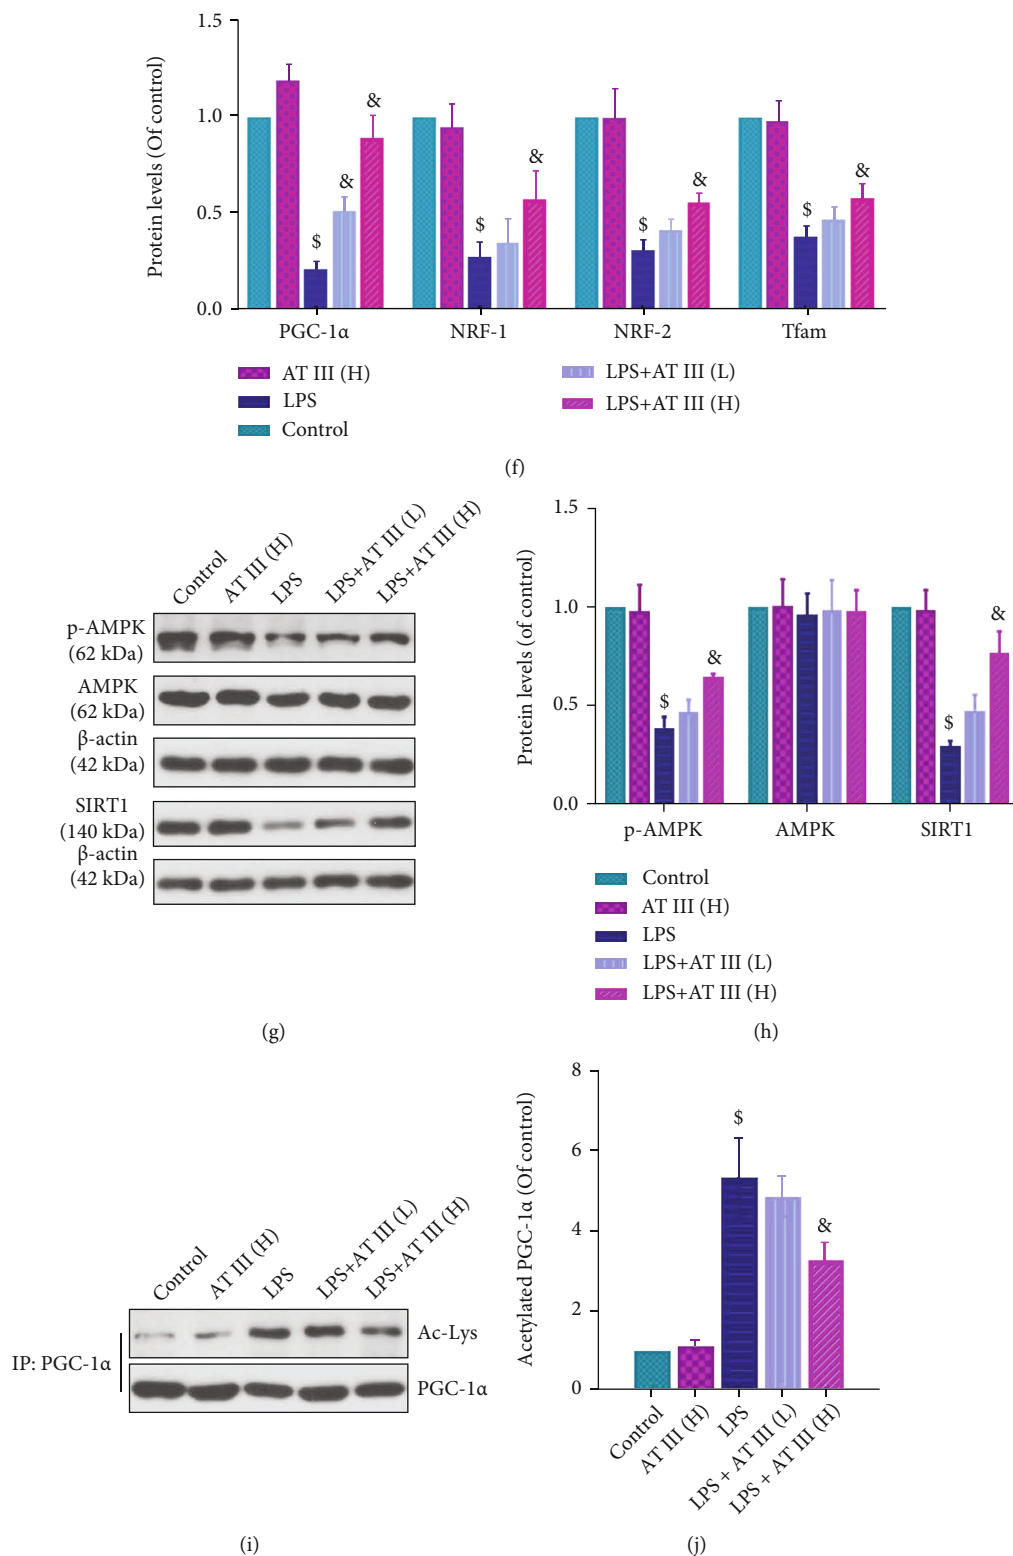 1.5
1.0
0.5
0.0
Protein levels (Of control)
$
&
&
$
&
$
&
$
&
PGC-1α
NRF-1
NRF-2
Tfam
AT III (H)
LPS
Control
LPS+AT III (L)
LPS+AT III (H)
(f)
Control
AT III (H)
LPS
LPS+AT III (L)
LPS+AT III (H)
p-AMPK
(62 kDa)
AMPK
(62 kDa)
β-actin
(42 kDa)
SIRT1
(140 kDa)
β-actin
(42 kDa)
(g)
1.5
1.0
0.5
0.0
Protein levels (of control)
$
&
$
&
p-AMPK
AMPK
SIRT1
Control
AT III (H)
LPS
LPS+AT III (L)
LPS+AT III (H)
(h)
Control
AT III (H)
LPS
LPS+AT III (L)
LPS+AT III (H)
IP: PGC-1α
Ac-Lys
PGC-1α
(i)
8
6
4
2
0
Acetylated PGC-1α (Of control)
$
&
Control
AT III (H)
LPS
LPS + AT III (L)
LPS + AT III (H)
(j)